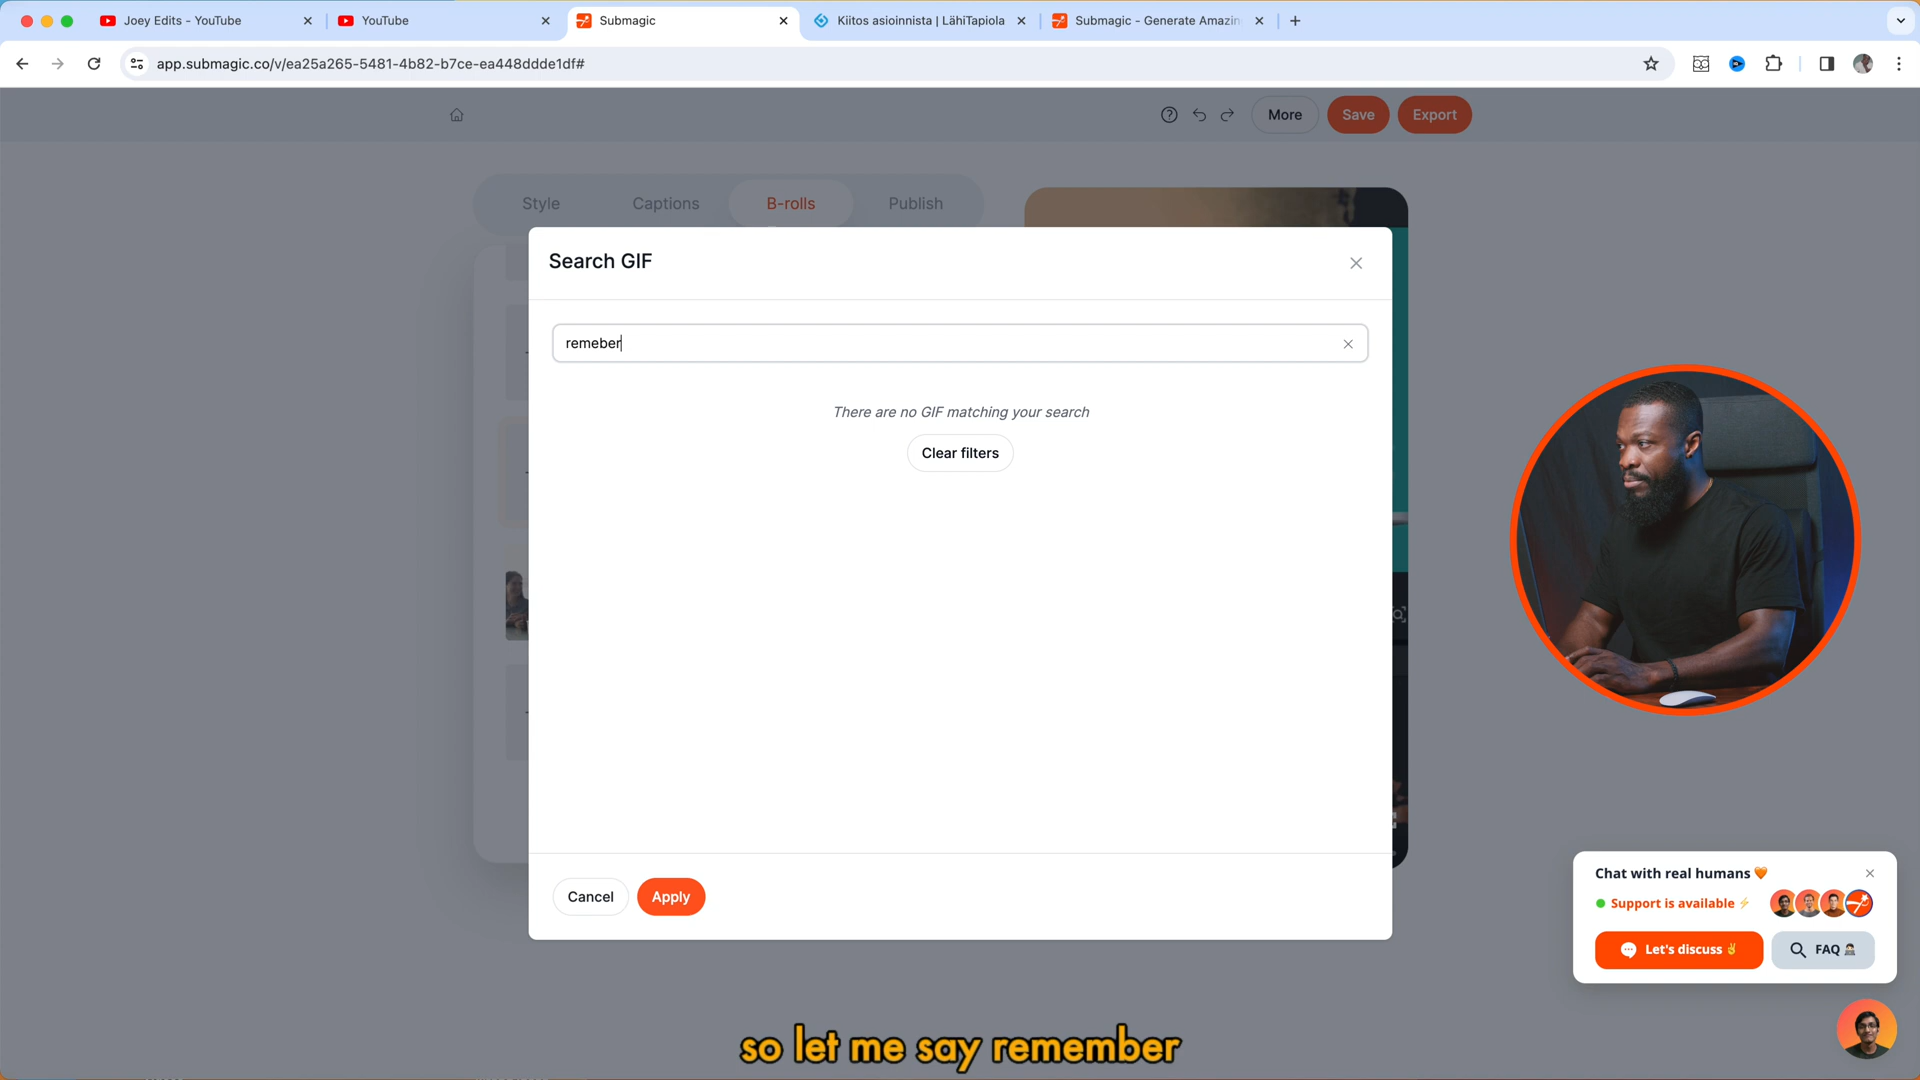 Joey Edits - YouTube
YouTube
Submagic
Kiitos asioinnista | LähiTapiola
Submagic - Generate Amazin
app.submagic.co/v/ea25a265-5481-4b82-b7ce-ea448ddde1df#
More
Save
Export
Style
Captions
B-rolls
Publish
Search GIF
remeber
There are no GIF matching your search
Clear filters
Cancel
Apply
Chat with real humans 🧡
Support is available ⚡
Let's discuss ✌
FAQ
so let me say remember